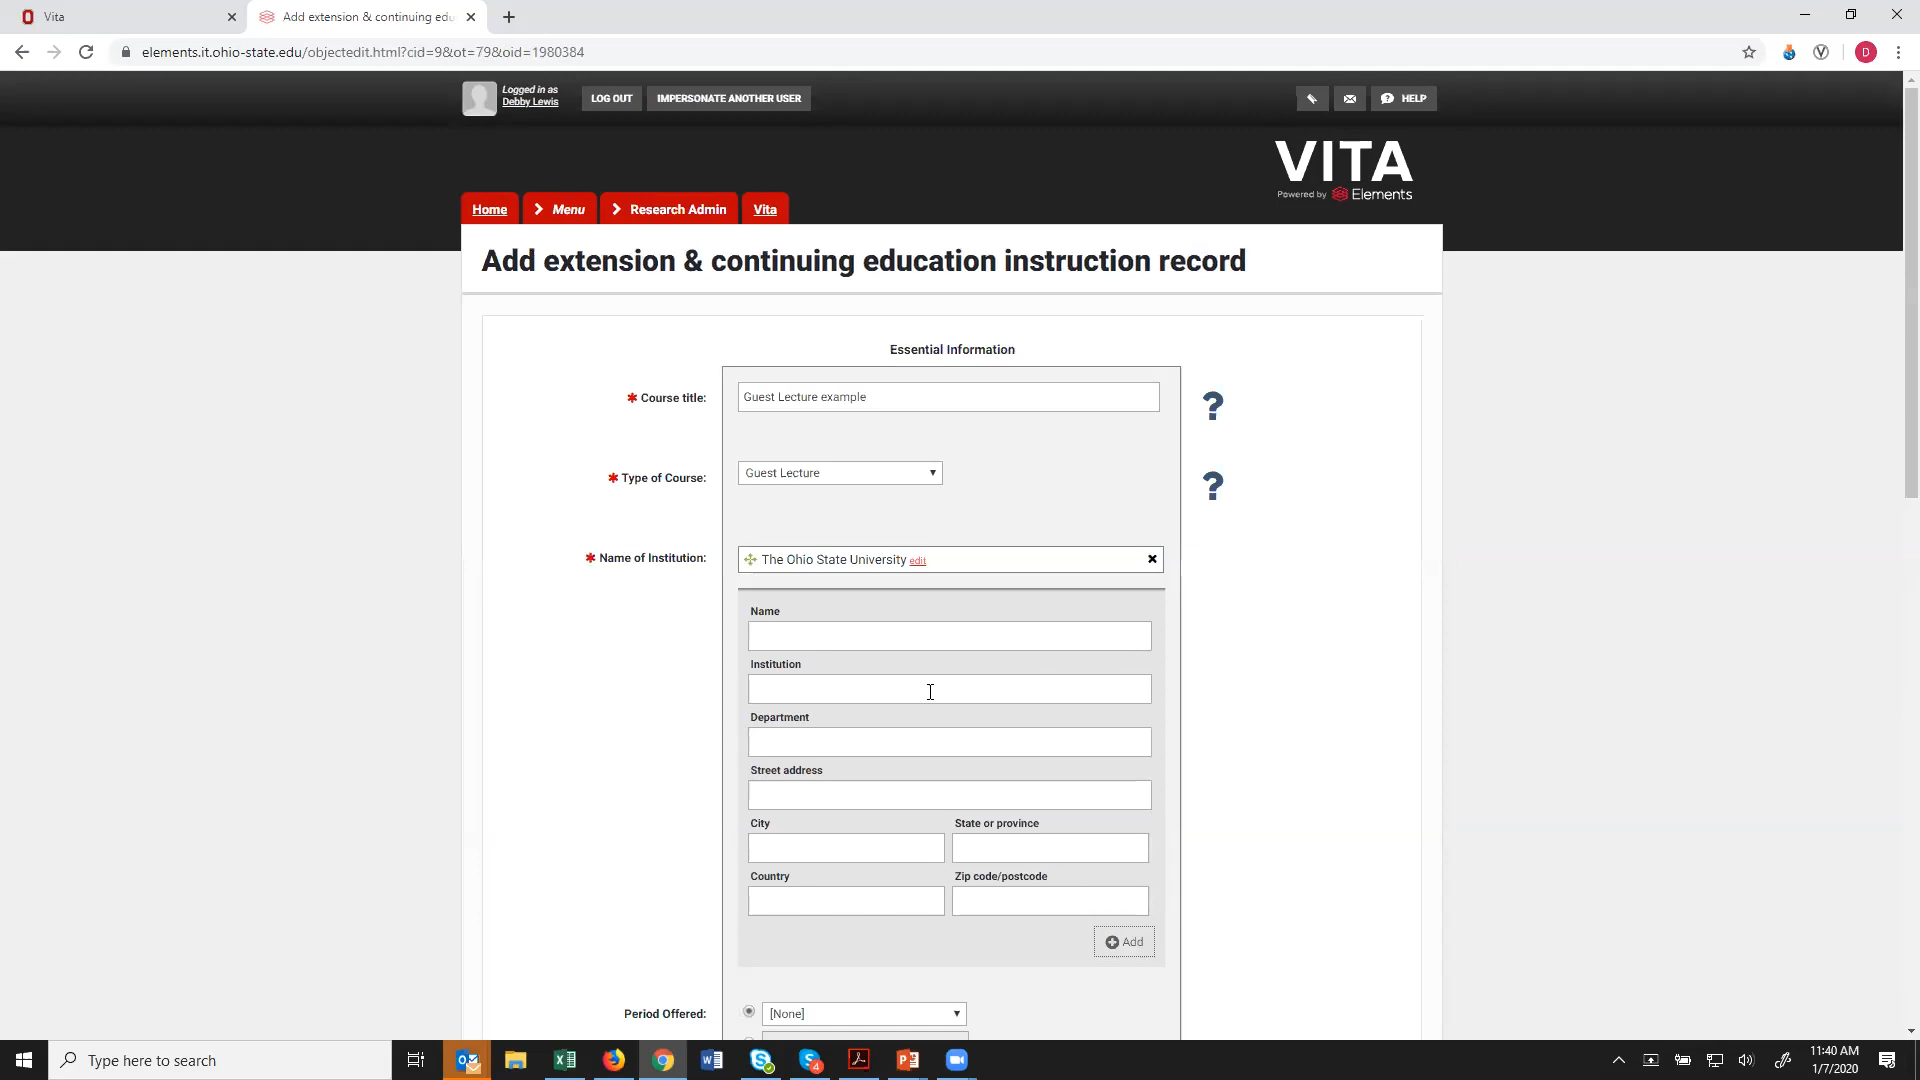 Vita
Add extension & continuing edu
elements.it.ohio-state.edu/objectedit.html?cid=9&ot=79&oid=1980384
D
Logged in as
Debby Lewis
LOG OUT
IMPERSONATE ANOTHER USER
HELP
VITA
Powered by Elements
Home
Menu
Research Admin
Vita
Add extension & continuing education instruction record
Essential Information
Course title:
Guest Lecture example
?
Type of Course:
Guest Lecture
?
Name of Institution:
The Ohio State University edit
Name
Institution
Department
Street address
City
State or province
Country
Zip code/postcode
Add
Period Offered:
[None]
Type here to search
4
11:40 AM
1/7/2020